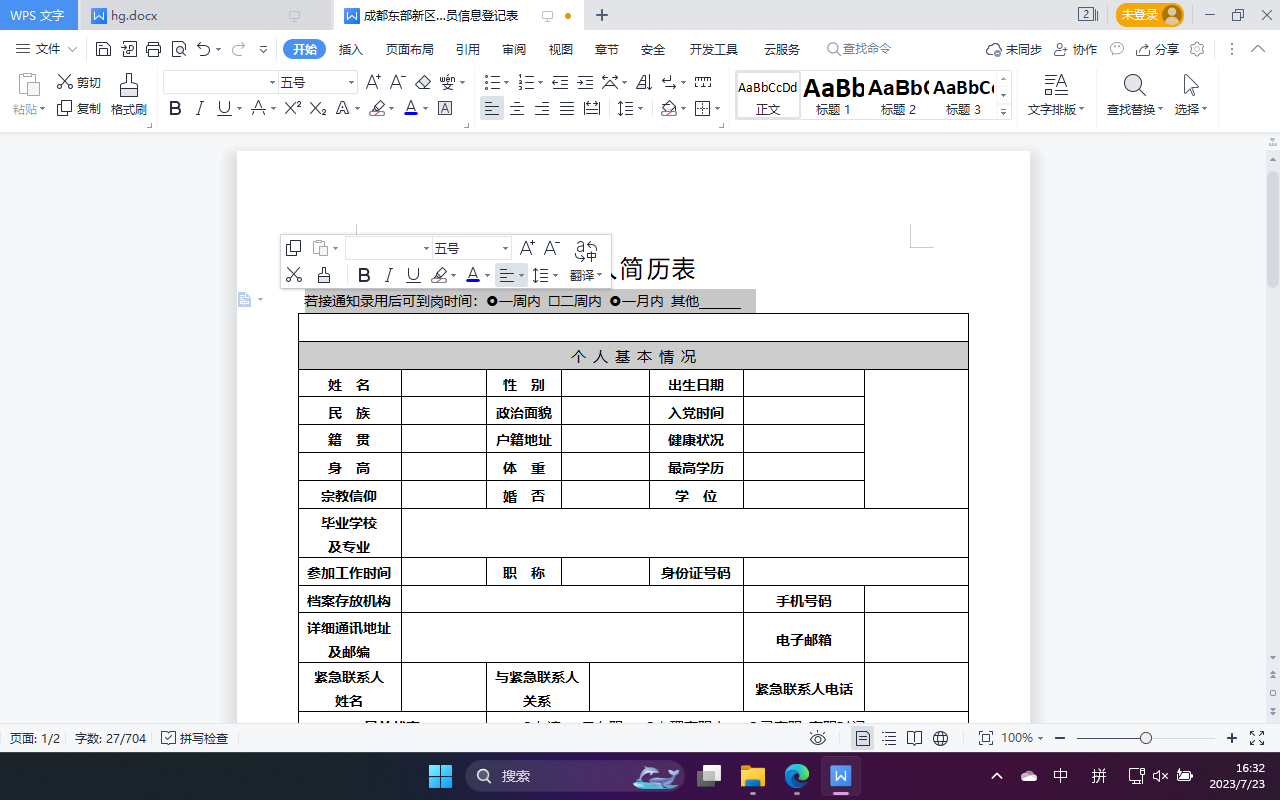 WPS 文字
hg.docx
成都东部新区...员信息登记表
2
未登录
文件
开始
插入
页面布局
引用
审阅
视图
章节
安全
开发工具
云服务
查找命令
未同步
协作
分享
粘贴
剪切
复制
格式刷
五号
AaBbCcDd
正文
AaBb
标题 1
AaBb(
标题 2
AaBbC(
标题 3
文字排版
查找替换
选择
五号
翻译
人简历表
若接通知录用后可到岗时间：一周内 二周内 一月内 其他______
个 人 基 本 情 况
姓 名 性 别 出生日期
民 族 政治面貌 入党时间
籍 贯 户籍地址 健康状况
身 高 体 重 最高学历
宗教信仰 婚 否 学 位
毕业学校
及专业
参加工作时间 职 称 身份证号码
档案存放机构 手机号码
详细通讯地址
及邮编
电子邮箱
紧急联系人
姓名
与紧急联系人
关系
紧急联系人电话
页面: 1/2
字数: 27/704
拼写检查
100%
搜索
中
拼
16:32
2023/7/23